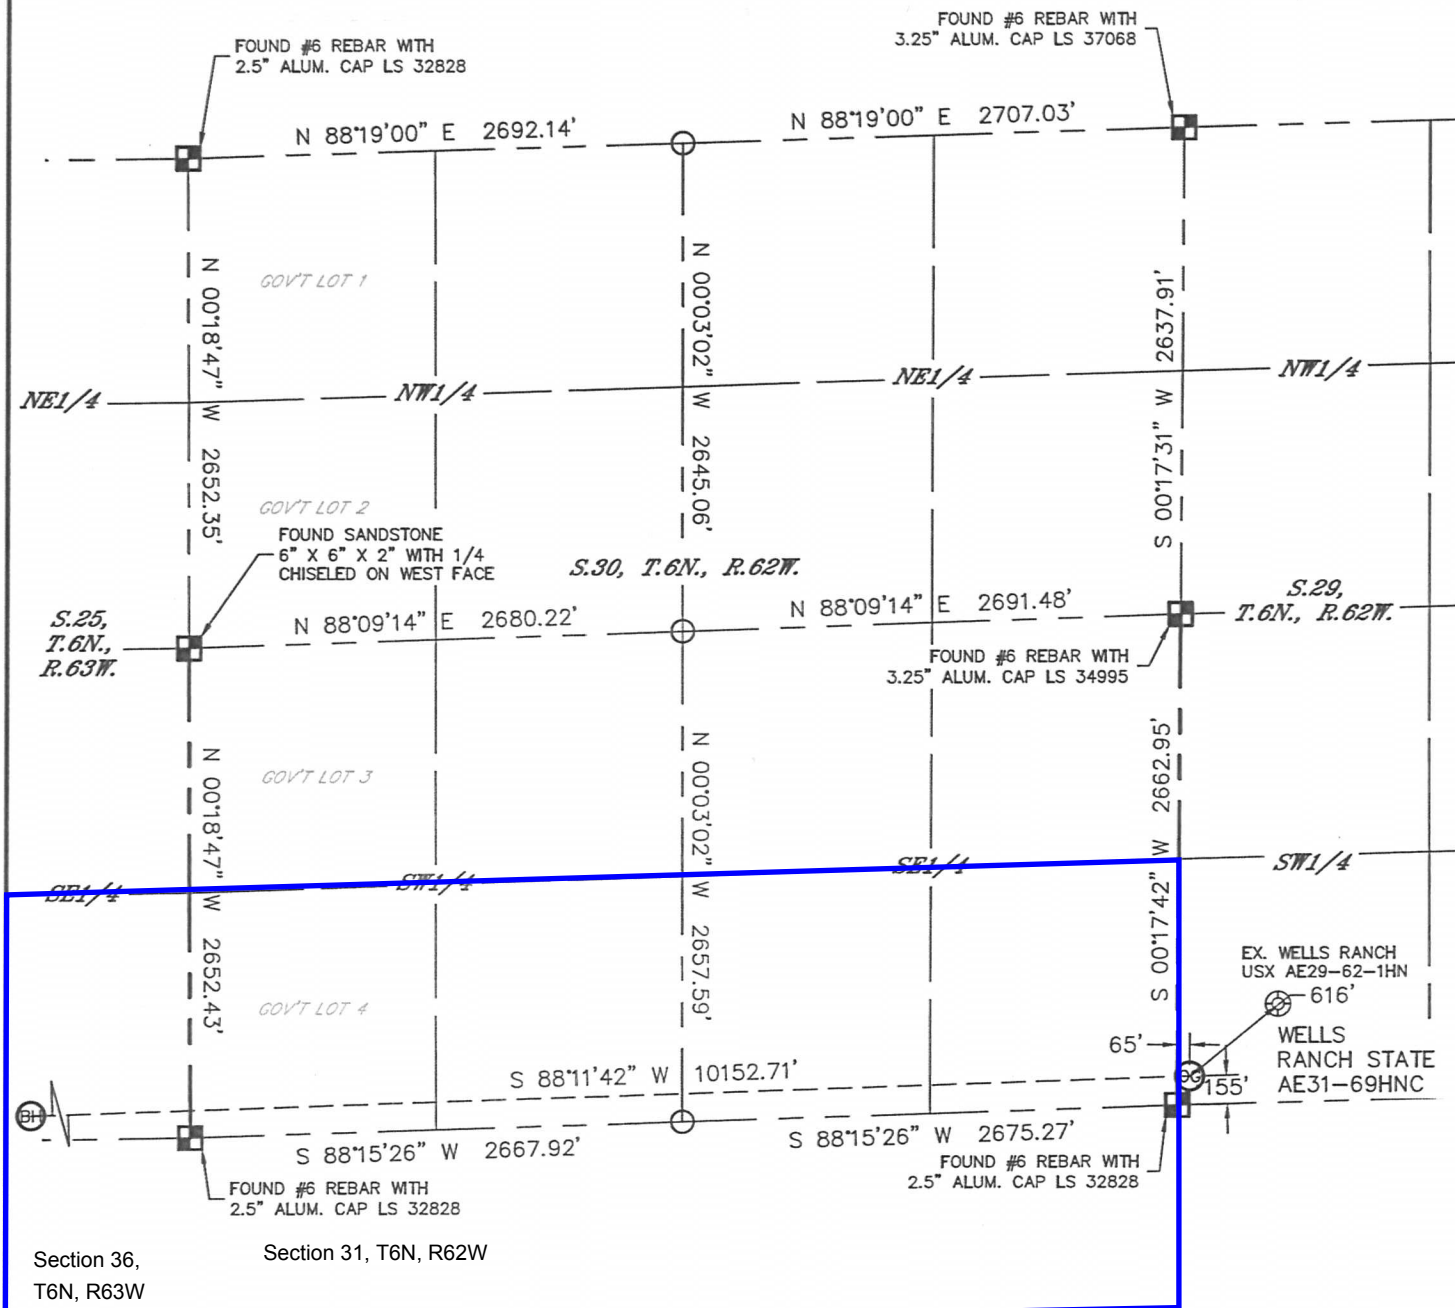 FOUND #6 REBAR WITH
2.5" ALUM. CAP LS 32828
FOUND #6 REBAR WITH
3.25" ALUM. CAP LS 37068
N 88°19'00" E 2692.14'
N 88°19'00" E 2707.03'
N 00°18'47" W 2652.35'
GOV'T LOT 1
N 00°03'02" W 2645.06'
S 00°17'31" W 2637.91'
NE1/4
NW1/4
NE1/4
NW1/4
GOV'T LOT 2
FOUND SANDSTONE
6" X 6" X 2" WITH 1/4
CHISELED ON WEST FACE
S.30, T.6N., R.62W.
S.25,
T.6N.,
R.63W.
N 88°09'14" E 2680.22'
N 88°09'14" E 2691.48'
S.29,
T.6N., R.62W.
FOUND #6 REBAR WITH
3.25" ALUM. CAP LS 34995
N 00°18'47" W 2652.43'
GOV'T LOT 3
N 00°03'02" W 2657.59'
S 00°17'42" W 2662.95'
SE1/4
SW1/4
SE1/4
SW1/4
GOV'T LOT 4
EX. WELLS RANCH
USX AE29-62-1HN
616'
65'
WELLS
RANCH STATE
AE31-69HNC
OG
155'
S 88°11'42" W 10152.71'
BH
S 88°15'26" W 2667.92'
S 88°15'26" W 2675.27'
FOUND #6 REBAR WITH
2.5" ALUM. CAP LS 32828
FOUND #6 REBAR WITH
2.5" ALUM. CAP LS 32828
Section 36,
T6N, R63W
Section 31, T6N, R62W